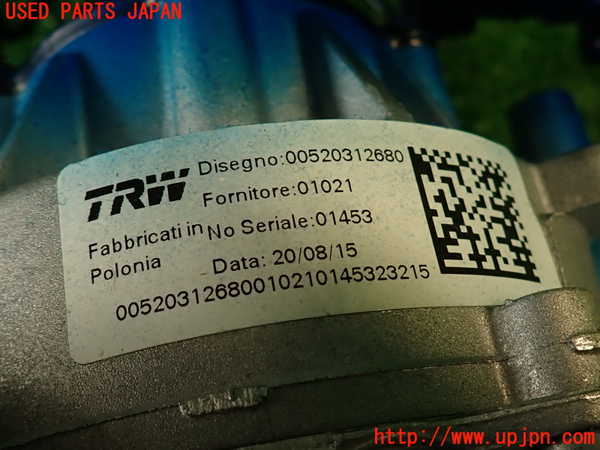 USED PARTS JAPAN
TRW
Disegno:00520312680
Fornitore:01021
Fabbricati in
Polonia
No Seriale:01453
Data: 20/08/15
00520312680010210145323215
http://www.upjpn.com/